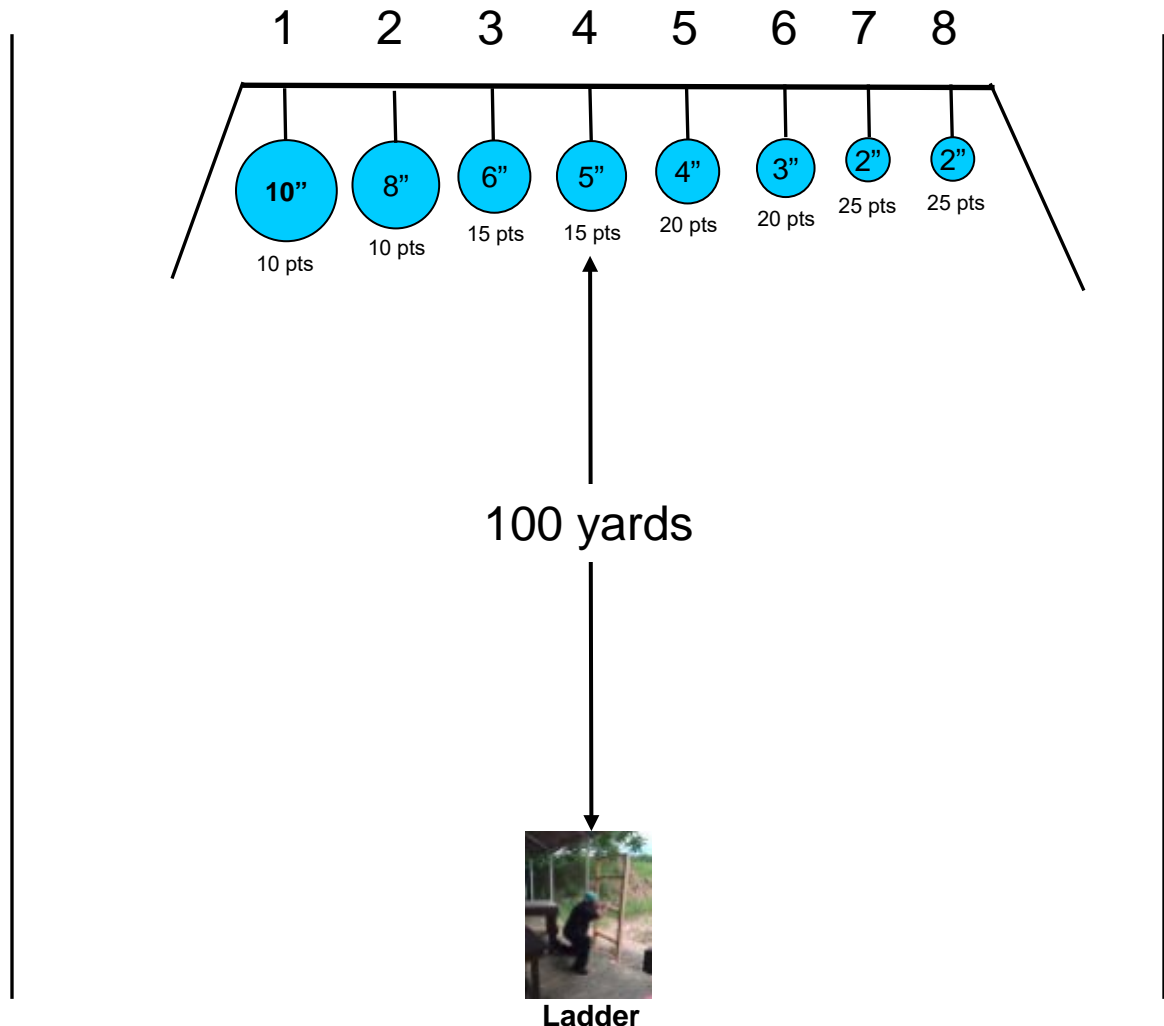 1 2 3 4 5 6 7 8
10” 8” 6” 5” 4” 3” 2” 2”
10 pts 10 pts 15 pts 15 pts 20 pts 20 pts 25 pts 25 pts
100 yards
Ladder